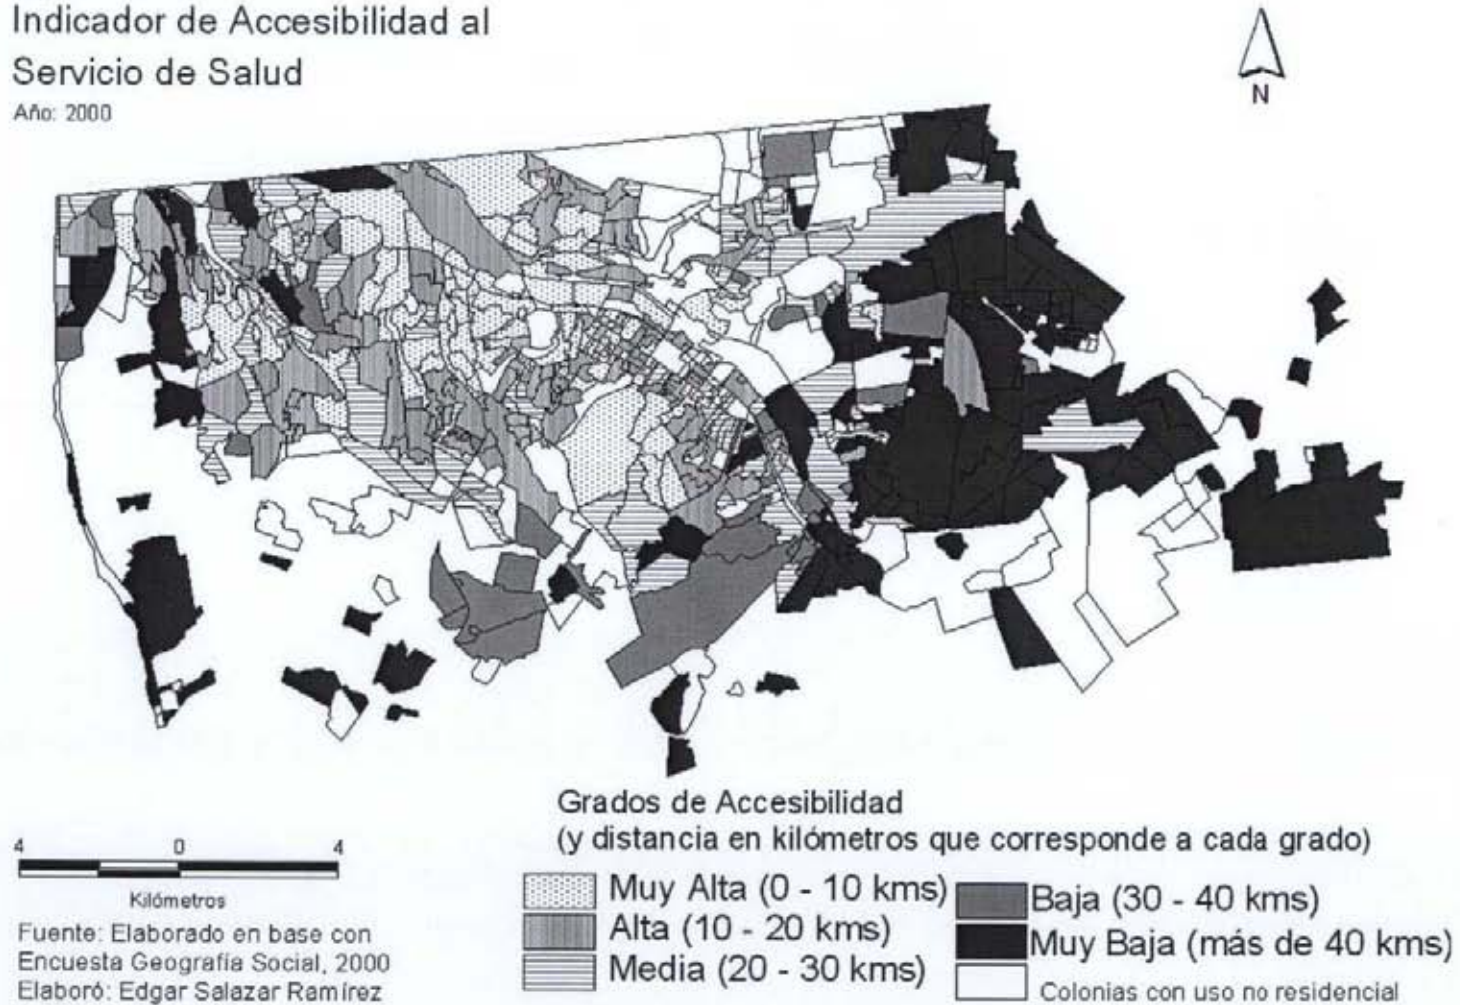 Indicador de Accesibilidad al
Servicio de Salud
Año: 2000
N
Grados de Accesibilidad
(y distancia en kilómetros que corresponde a cada grado)
4 0 4
Kilómetros
Muy Alta (0 - 10 kms)
Alta (10 - 20 kms)
Media (20 - 30 kms)
Baja (30 - 40 kms)
Muy Baja (más de 40 kms)
Colonias con uso no residencial
Fuente: Elaborado en base con
Encuesta Geografía Social, 2000
Elaboró: Edgar Salazar Ramírez